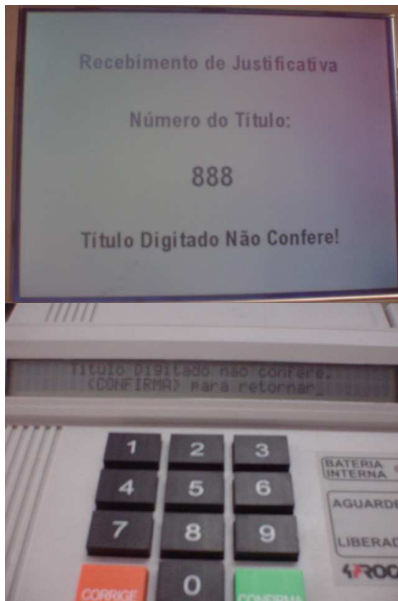 Recebimento de Justificativa
Número do Título:
888
Título Digitado Não Confere!
Titulo Digitado nao confere.
<CONFIRMA> para retornar_
1 2 3
BATERIA
INTERNA
4 5 6
AGUARDE
7 8 9
LIBERAD
CORRIGE 0 CONFIRMA